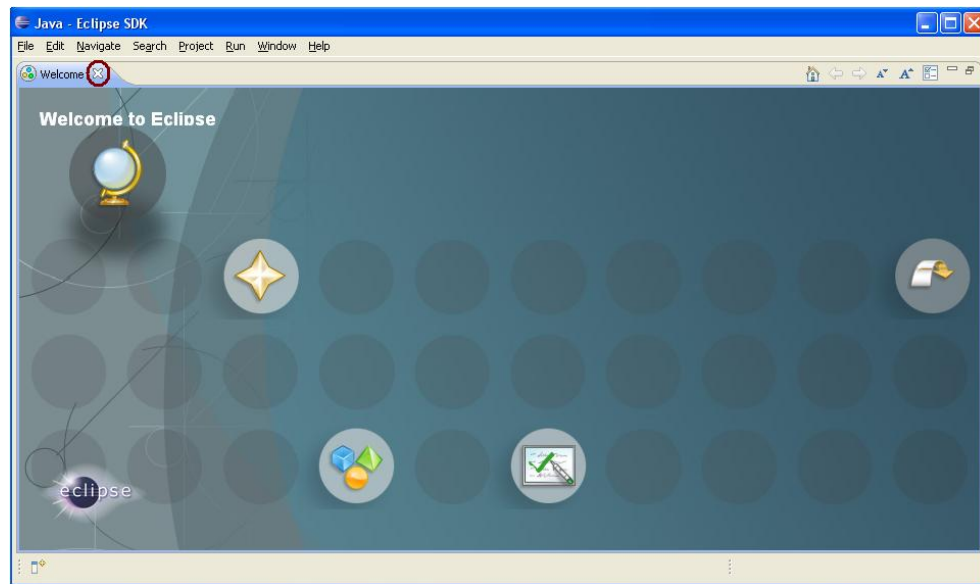 Java - Eclipse SDK
File Edit Navigate Search Project Run Window Help
Welcome
Welcome to Eclipse
eclipse